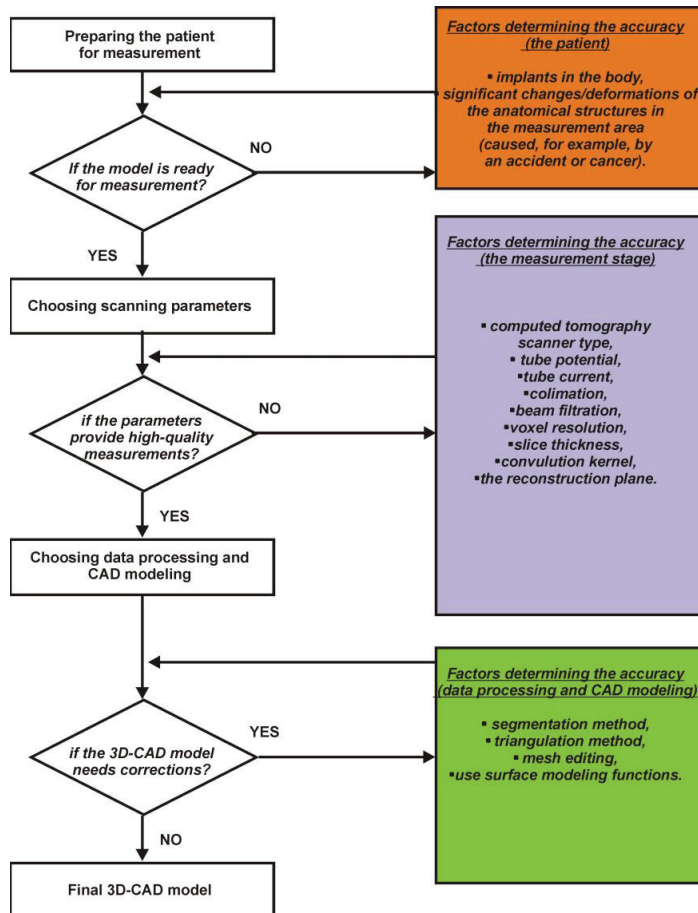 Preparing the patient
for measurement
Factors determining the accuracy
(the patient)
▪ implants in the body,
▪ significant changes/deformations of
the anatomical structures in
the measurement area
(caused, for example, by
an accident or cancer).
If the model is ready
for measurement?
NO
YES
Choosing scanning parameters
Factors determining the accuracy
(the measurement stage)
▪ computed tomography
scanner type,
▪ tube potential,
▪ tube current,
▪ colimation,
▪ beam filtration,
▪ voxel resolution,
▪ slice thickness,
▪ convulution kernel,
▪ the reconstruction plane.
if the parameters
provide high-quality
measurements?
NO
YES
Choosing data processing and
CAD modeling
Factors determining the accuracy
(data processing and CAD modeling)
▪ segmentation method,
▪ triangulation method,
▪ mesh editing,
▪ use surface modeling functions.
if the 3D-CAD model
needs corrections?
YES
NO
Final 3D-CAD model